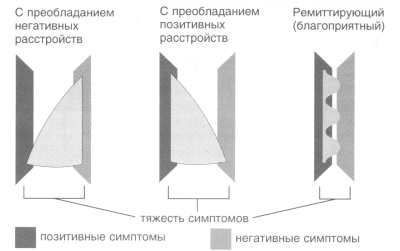 С преобладанием
негативных
расстройств
С преобладанием
позитивных
расстройств
Ремиттирующий
(благоприятный)
тяжесть симптомов
позитивные симптомы
негативные симптомы